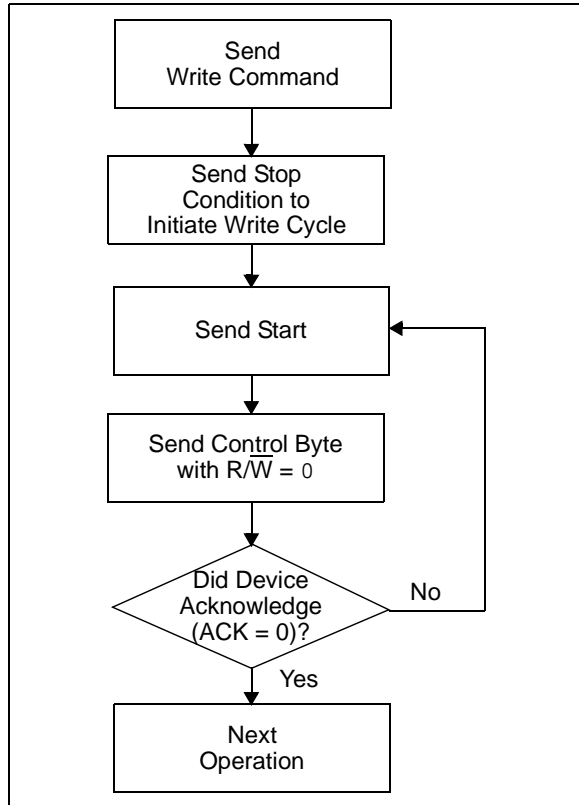 Send
Write Command
Send Stop
Condition to
Initiate Write Cycle
Send Start
Send Control Byte
with R/W̅ = 0
Did Device
Acknowledge
(ACK = 0)?
No
Yes
Next
Operation